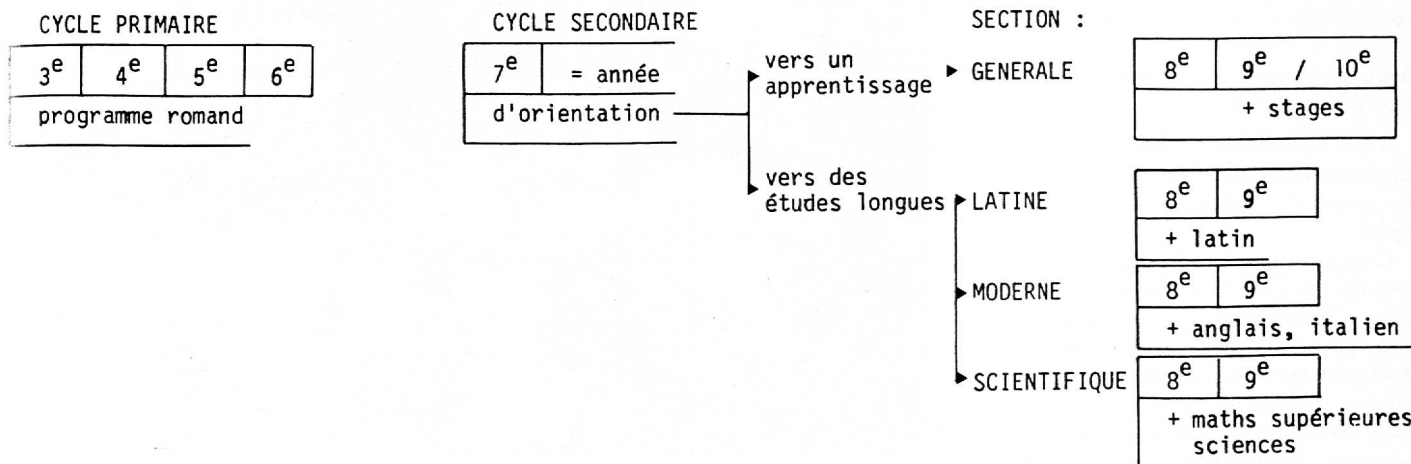 CYCLE PRIMAIRE
3e 4e 5e 6e
programme romand
CYCLE SECONDAIRE
7e = année
d'orientation
vers un
apprentissage
vers des
études longues
SECTION :
GENERALE
8e 9e / 10e
+ stages
LATINE
8e 9e
+ latin
MODERNE
8e 9e
+ anglais, italien
SCIENTIFIQUE
8e 9e
+ maths supérieures
sciences